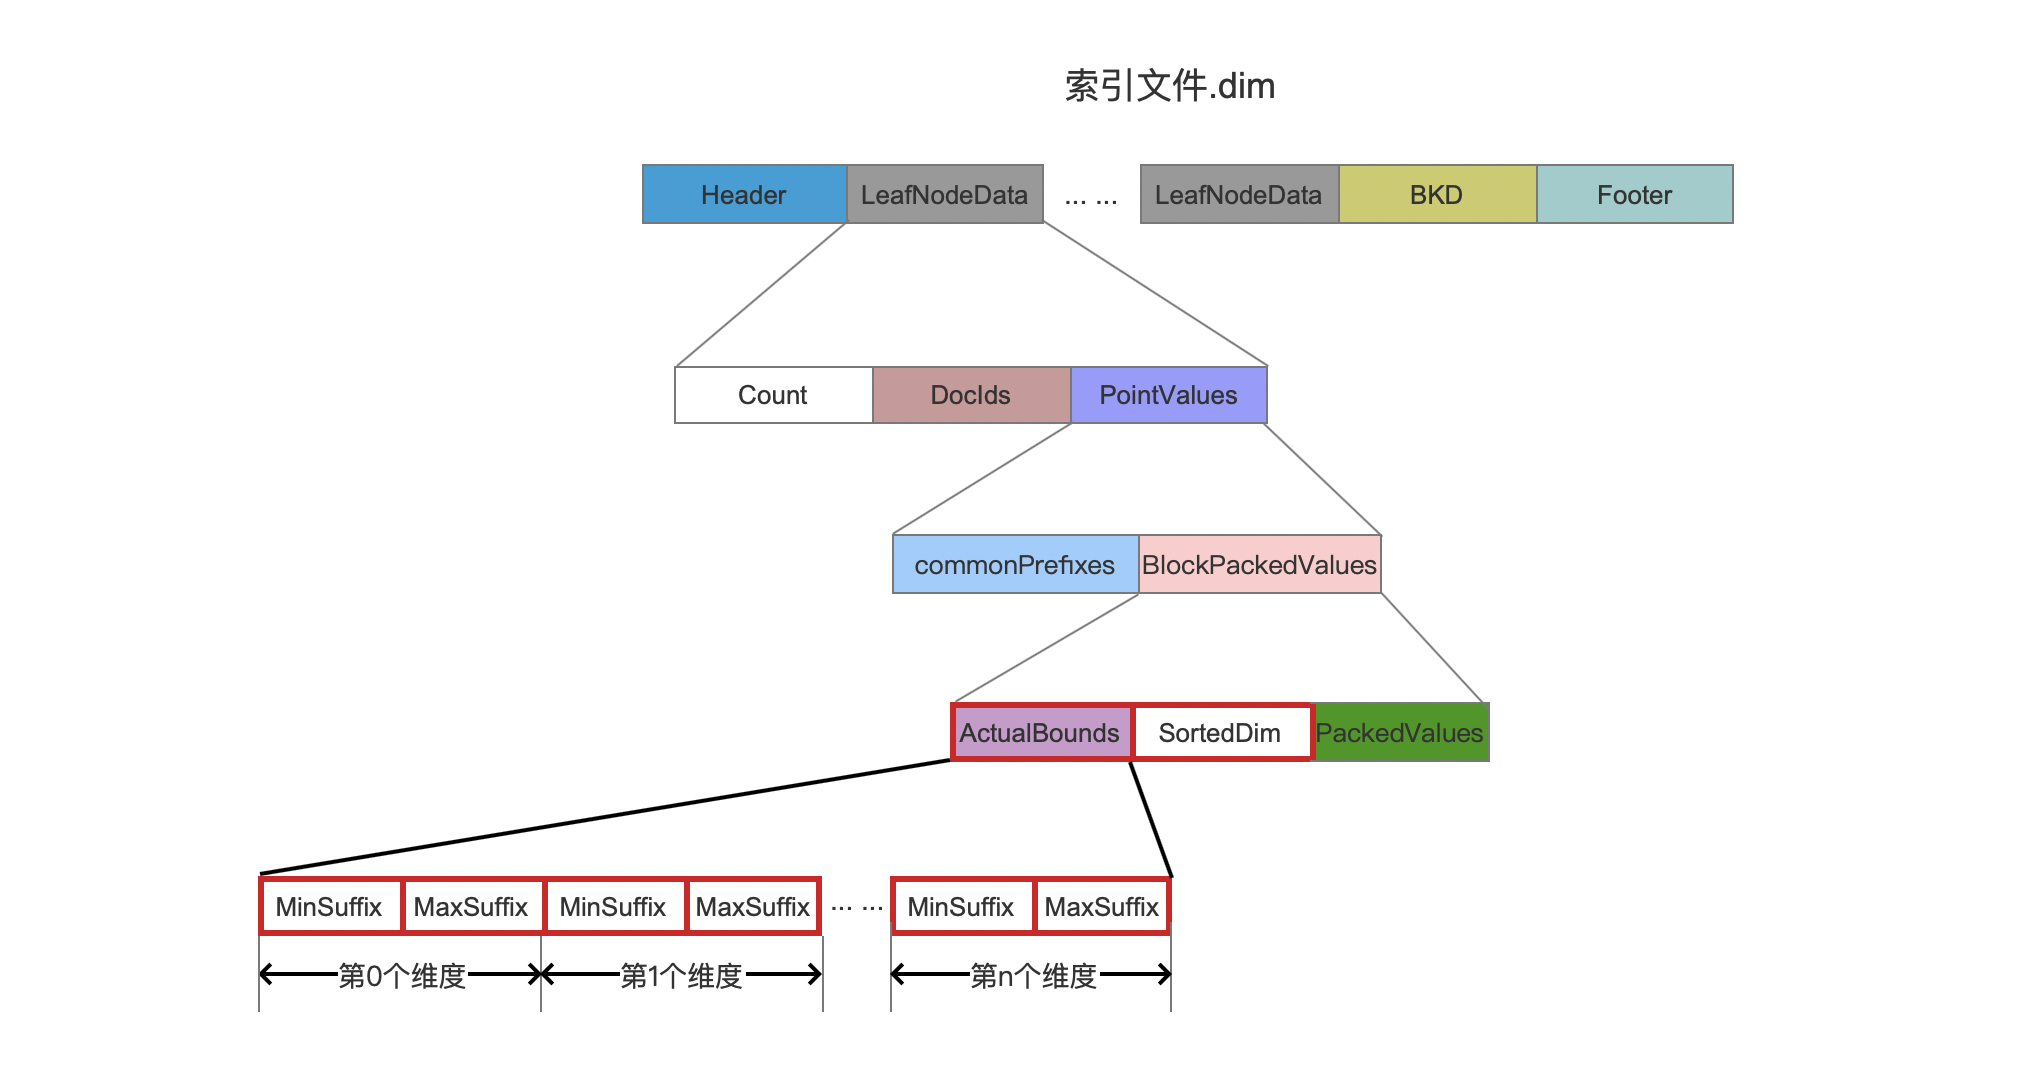 索引文件.dim
Header LeafNodeData ... ... LeafNodeData BKD Footer
Count DocIds PointValues
commonPrefixes BlockPackedValues
ActualBounds SortedDim PackedValues
MinSuffix MaxSuffix MinSuffix MaxSuffix ... ... MinSuffix MaxSuffix
第0个维度 第1个维度 第n个维度